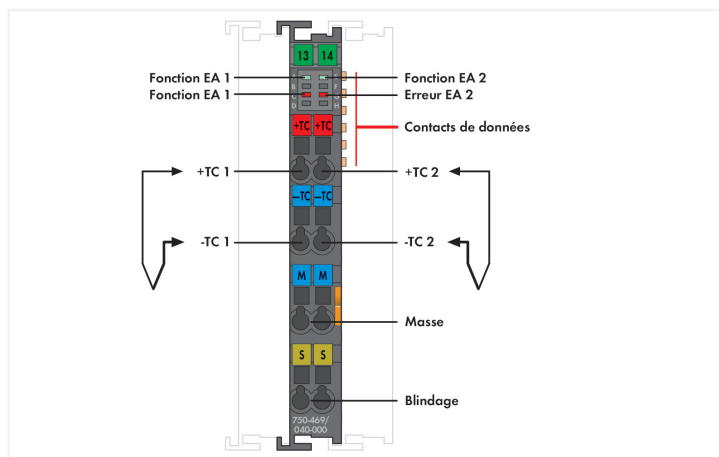 13 14
Fonction EA 1
Fonction EA 2
Fonction EA 1
Erreur EA 2
D H
+TC +TC
Contacts de données
+TC 1
+TC 2
–TC –TC
-TC 1
-TC 2
M M
Masse
S S
Blindage
750-469/
040-000